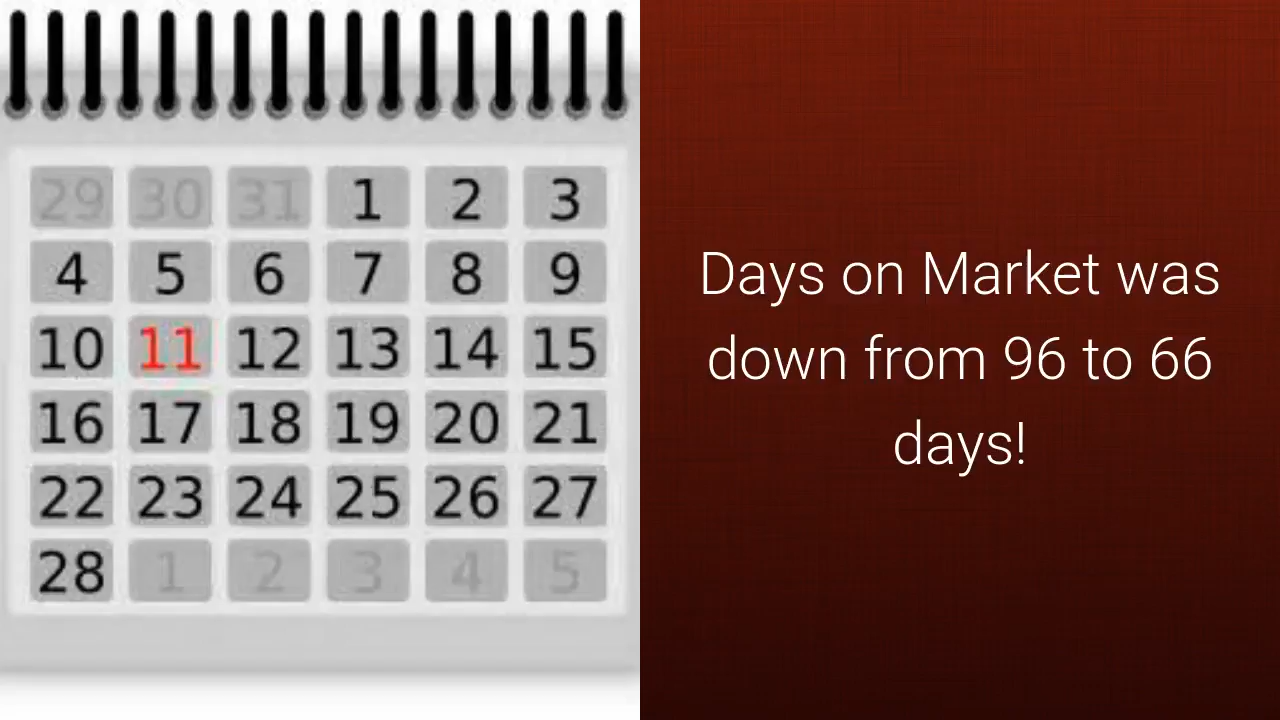 29 30 31 1 2 3
4 5 6 7 8 9
10 11 12 13 14 15
16 17 18 19 20 21
22 23 24 25 26 27
28 1 2 3 4 5
Days on Market was
down from 96 to 66
days!